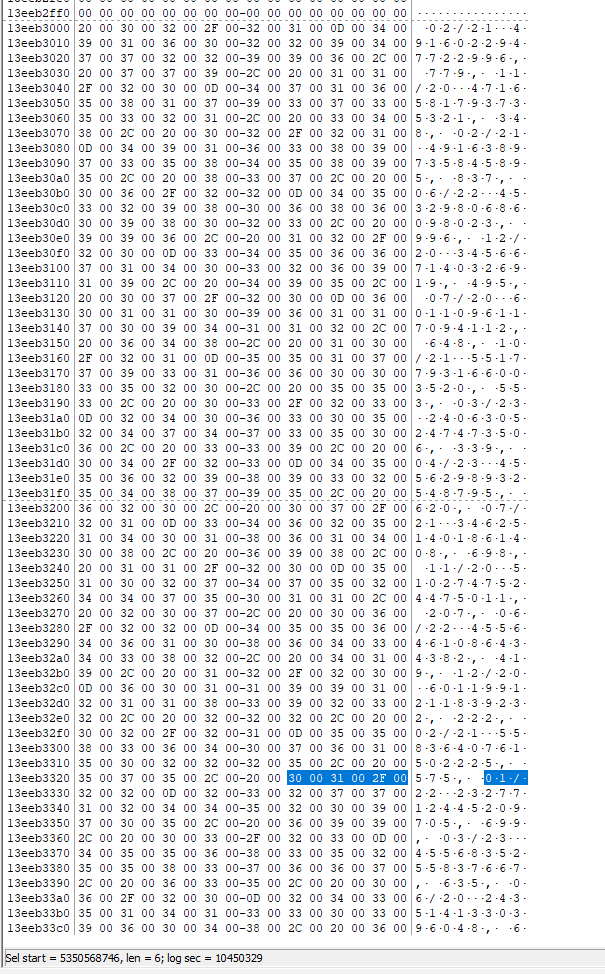 13eeb2ff0 00 00 00 00 00 00 00 00-00 00 00 00 00 00 00 00 ················
13eeb3000 20 00 30 00 32 00 2F 00-32 00 31 00 0D 00 34 00  ·0·2·/·2·1···4·
13eeb3010 39 00 31 00 36 00 30 00-32 00 32 00 39 00 34 00 9·1·6·0·2·2·9·4·
13eeb3020 37 00 37 00 32 00 32 00-39 00 39 00 36 00 2C 00 7·7·2·2·9·9·6·,·
13eeb3030 20 00 37 00 37 00 39 00-2C 00 20 00 31 00 31 00  ·7·7·9·,· ·1·1·
13eeb3040 2F 00 32 00 30 00 0D 00-34 00 37 00 31 00 36 00 /·2·0···4·7·1·6·
13eeb3050 35 00 38 00 31 00 37 00-39 00 33 00 37 00 33 00 5·8·1·7·9·3·7·3·
13eeb3060 35 00 33 00 32 00 31 00-2C 00 20 00 33 00 34 00 5·3·2·1·,· ·3·4·
13eeb3070 38 00 2C 00 20 00 30 00-32 00 2F 00 32 00 31 00 8·,· ·0·2·/·2·1·
13eeb3080 0D 00 34 00 39 00 31 00-36 00 33 00 38 00 39 00 ··4·9·1·6·3·8·9·
13eeb3090 37 00 33 00 35 00 38 00-34 00 35 00 38 00 39 00 7·3·5·8·4·5·8·9·
13eeb30a0 35 00 2C 00 20 00 38 00-33 00 37 00 2C 00 20 00 5·,· ·8·3·7·,· ·
13eeb30b0 30 00 36 00 2F 00 32 00-32 00 0D 00 34 00 35 00 0·6·/·2·2···4·5·
13eeb30c0 33 00 32 00 39 00 38 00-30 00 36 00 38 00 36 00 3·2·9·8·0·6·8·6·
13eeb30d0 30 00 39 00 38 00 30 00-32 00 33 00 2C 00 20 00 0·9·8·0·2·3·,· ·
13eeb30e0 39 00 39 00 36 00 2C 00-20 00 31 00 32 00 2F 00 9·9·6·,· ·1·2·/·
13eeb30f0 32 00 30 00 0D 00 33 00-34 00 35 00 36 00 36 00 2·0···3·4·5·6·6·
13eeb3100 37 00 31 00 34 00 30 00-33 00 32 00 36 00 39 00 7·1·4·0·3·2·6·9·
13eeb3110 31 00 39 00 2C 00 20 00-34 00 39 00 35 00 2C 00 1·9·,· ·4·9·5·,·
13eeb3120 20 00 30 00 37 00 2F 00-32 00 30 00 0D 00 36 00  ·0·7·/·2·0···6·
13eeb3130 30 00 31 00 31 00 30 00-39 00 36 00 31 00 31 00 0·1·1·0·9·6·1·1·
13eeb3140 37 00 30 00 39 00 34 00-31 00 31 00 32 00 2C 00 7·0·9·4·1·1·2·,·
13eeb3150 20 00 36 00 34 00 38 00-2C 00 20 00 31 00 30 00  ·6·4·8·,· ·1·0·
13eeb3160 2F 00 32 00 31 00 0D 00-35 00 35 00 31 00 37 00 /·2·1···5·5·1·7·
13eeb3170 37 00 39 00 33 00 31 00-36 00 36 00 30 00 30 00 7·9·3·1·6·6·0·0·
13eeb3180 33 00 35 00 32 00 30 00-2C 00 20 00 35 00 35 00 3·5·2·0·,· ·5·5·
13eeb3190 33 00 2C 00 20 00 30 00-33 00 2F 00 32 00 33 00 3·,· ·0·3·/·2·3·
13eeb31a0 0D 00 32 00 34 00 30 00-36 00 33 00 30 00 35 00 ··2·4·0·6·3·0·5·
13eeb31b0 32 00 34 00 37 00 34 00-37 00 33 00 35 00 30 00 2·4·7·4·7·3·5·0·
13eeb31c0 36 00 2C 00 20 00 33 00-33 00 39 00 2C 00 20 00 6·,· ·3·3·9·,· ·
13eeb31d0 30 00 34 00 2F 00 32 00-33 00 0D 00 34 00 35 00 0·4·/·2·3···4·5·
13eeb31e0 35 00 36 00 32 00 39 00-38 00 39 00 33 00 32 00 5·6·2·9·8·9·3·2·
13eeb31f0 35 00 34 00 38 00 37 00-39 00 35 00 2C 00 20 00 5·4·8·7·9·5·,· ·
13eeb3200 36 00 32 00 30 00 2C 00-20 00 30 00 37 00 2F 00 6·2·0·,· ·0·7·/·
13eeb3210 32 00 31 00 0D 00 33 00-34 00 36 00 32 00 35 00 2·1···3·4·6·2·5·
13eeb3220 31 00 34 00 30 00 31 00-38 00 36 00 31 00 34 00 1·4·0·1·8·6·1·4·
13eeb3230 30 00 38 00 2C 00 20 00-36 00 39 00 38 00 2C 00 0·8·,· ·6·9·8·,·
13eeb3240 20 00 31 00 31 00 2F 00-32 00 30 00 0D 00 35 00  ·1·1·/·2·0···5·
13eeb3250 31 00 30 00 32 00 37 00-34 00 37 00 35 00 32 00 1·0·2·7·4·7·5·2·
13eeb3260 34 00 34 00 37 00 35 00-30 00 31 00 31 00 2C 00 4·4·7·5·0·1·1·,·
13eeb3270 20 00 32 00 30 00 37 00-2C 00 20 00 30 00 36 00  ·2·0·7·,· ·0·6·
13eeb3280 2F 00 32 00 32 00 0D 00-34 00 35 00 35 00 36 00 /·2·2···4·5·5·6·
13eeb3290 34 00 36 00 31 00 30 00-38 00 36 00 34 00 33 00 4·6·1·0·8·6·4·3·
13eeb32a0 34 00 33 00 38 00 32 00-2C 00 20 00 34 00 31 00 4·3·8·2·,· ·4·1·
13eeb32b0 39 00 2C 00 20 00 31 00-32 00 2F 00 32 00 30 00 9·,· ·1·2·/·2·0·
13eeb32c0 0D 00 36 00 30 00 31 00-31 00 39 00 39 00 31 00 ··6·0·1·1·9·9·1·
13eeb32d0 32 00 31 00 31 00 38 00-33 00 39 00 32 00 33 00 2·1·1·8·3·9·2·3·
13eeb32e0 32 00 2C 00 20 00 32 00-32 00 32 00 2C 00 20 00 2·,· ·2·2·2·,· ·
13eeb32f0 30 00 32 00 2F 00 32 00-31 00 0D 00 35 00 35 00 0·2·/·2·1···5·5·
13eeb3300 38 00 33 00 36 00 34 00-30 00 37 00 36 00 31 00 8·3·6·4·0·7·6·1·
13eeb3310 35 00 30 00 32 00 32 00-35 00 2C 00 20 00 5·0·2·2·2·5·,· ·
13eeb3320 35 00 37 00 35 00 2C 00-20 00 30 00 31 00 2F 00 5·7·5·,· ·0·1·/·
13eeb3330 32 00 32 00 0D 00 32 00-33 00 32 00 37 00 37 00 2·2···2·3·2·7·7·
13eeb3340 31 00 32 00 34 00 34 00-35 00 32 00 30 00 39 00 1·2·4·4·5·2·0·9·
13eeb3350 37 00 30 00 35 00 2C 00-20 00 36 00 39 00 39 00 7·0·5·,· ·6·9·9·
13eeb3360 2C 00 20 00 30 00 33 00-2F 00 32 00 33 00 0D 00 ,· ·0·3·/·2·3···
13eeb3370 34 00 35 00 35 00 36 00-38 00 33 00 35 00 32 00 4·5·5·6·8·3·5·2·
13eeb3380 35 00 35 00 38 00 33 00-37 00 36 00 36 00 37 00 5·5·8·3·7·6·6·7·
13eeb3390 2C 00 20 00 36 00 33 00-35 00 2C 00 20 00 30 00 ,· ·6·3·5·,· ·0·
13eeb33a0 36 00 2F 00 32 00 30 00-0D 00 32 00 34 00 33 00 6·/·2·0···2·4·3·
13eeb33b0 35 00 31 00 34 00 31 00-33 00 33 00 30 00 33 00 5·1·4·1·3·3·0·3·
13eeb33c0 39 00 36 00 30 00 34 00-38 00 2C 00 20 00 36 00 9·6·0·4·8·,· ·6·
Sel start = 5350568746, len = 6; log sec = 10450329